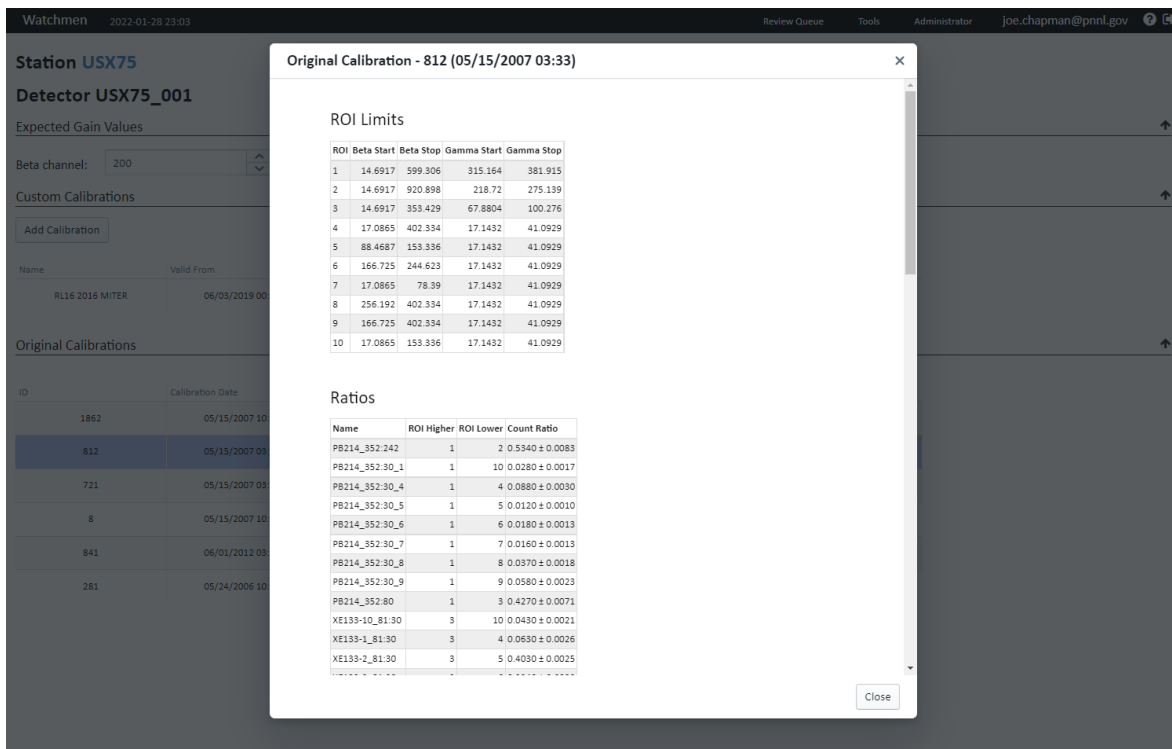 Watchmen 2022-01-28 23:03 Review Queue Tools Administrator joe.chapman@pnnl.gov
Station USX75
Detector USX75_001
Expected Gain Values
Beta channel: 200
Custom Calibrations
Add Calibration
Name Valid From
RL16 2016 MITER 06/03/2019 00:
Original Calibrations
ID Calibration Date
1862 05/15/2007 10:
812 05/15/2007 03:
721 05/15/2007 03:
8 05/15/2007 10:
841 06/01/2012 03:
281 05/24/2006 10:
Original Calibration - 812 (05/15/2007 03:33) ×
ROI Limits
ROI Beta Start Beta Stop Gamma Start Gamma Stop
1 14.6917 599.306 315.164 381.915
2 14.6917 920.898 218.72 275.139
3 14.6917 353.429 67.8804 100.276
4 17.0865 402.334 17.1432 41.0929
5 88.4687 153.336 17.1432 41.0929
6 166.725 244.623 17.1432 41.0929
7 17.0865 78.39 17.1432 41.0929
8 256.192 402.334 17.1432 41.0929
9 166.725 402.334 17.1432 41.0929
10 17.0865 153.336 17.1432 41.0929
Ratios
Name ROI Higher ROI Lower Count Ratio
PB214_352:242 1 2 0.5340 ± 0.0083
PB214_352:30_1 1 10 0.0280 ± 0.0017
PB214_352:30_4 1 4 0.0880 ± 0.0030
PB214_352:30_5 1 5 0.0120 ± 0.0010
PB214_352:30_6 1 6 0.0180 ± 0.0013
PB214_352:30_7 1 7 0.0160 ± 0.0013
PB214_352:30_8 1 8 0.0370 ± 0.0018
PB214_352:30_9 1 9 0.0580 ± 0.0023
PB214_352:80 1 3 0.4270 ± 0.0071
XE133-10_81:30 3 10 0.0430 ± 0.0021
XE133-1_81:30 3 4 0.0630 ± 0.0026
XE133-2_81:30 3 5 0.4030 ± 0.0025
Close